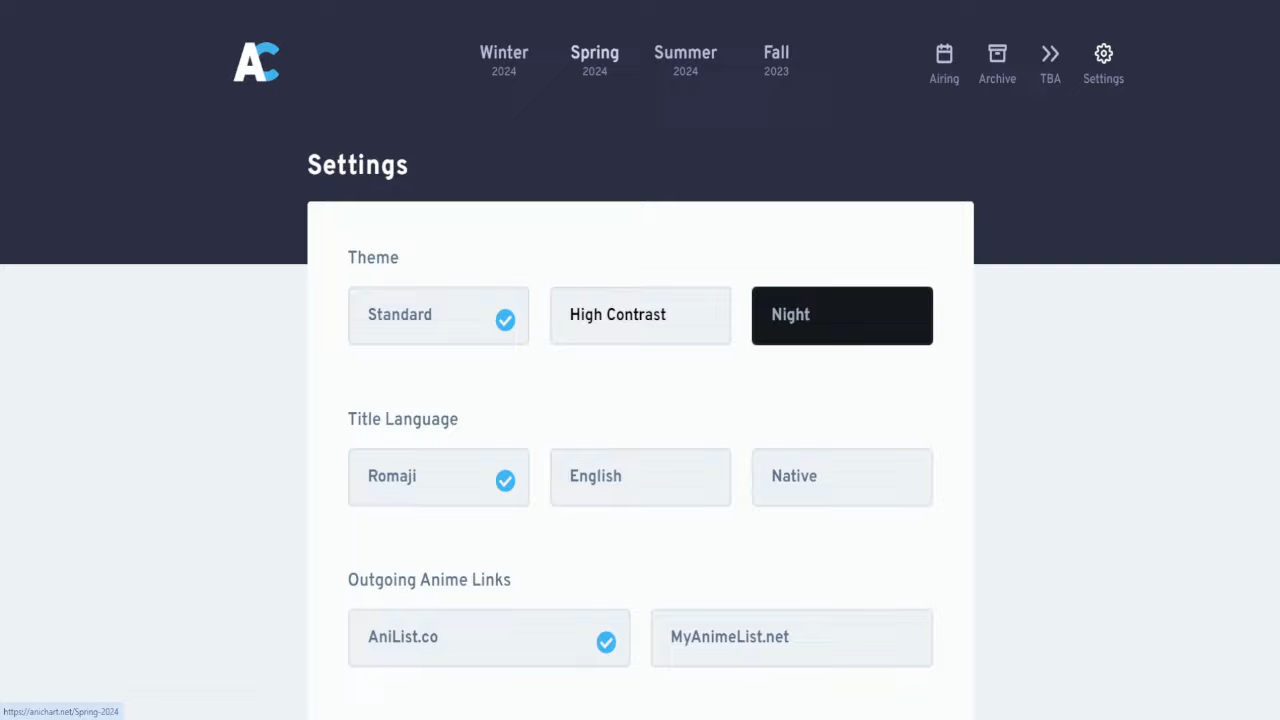 AC
Winter
2024
Spring
2024
Summer
2024
Fall
2023
Airing
Archive
TBA
Settings
Settings
Theme
Standard
High Contrast
Night
Title Language
Romaji
English
Native
Outgoing Anime Links
AniList.co
MyAnimeList.net
https://anichart.net/Spring-2024